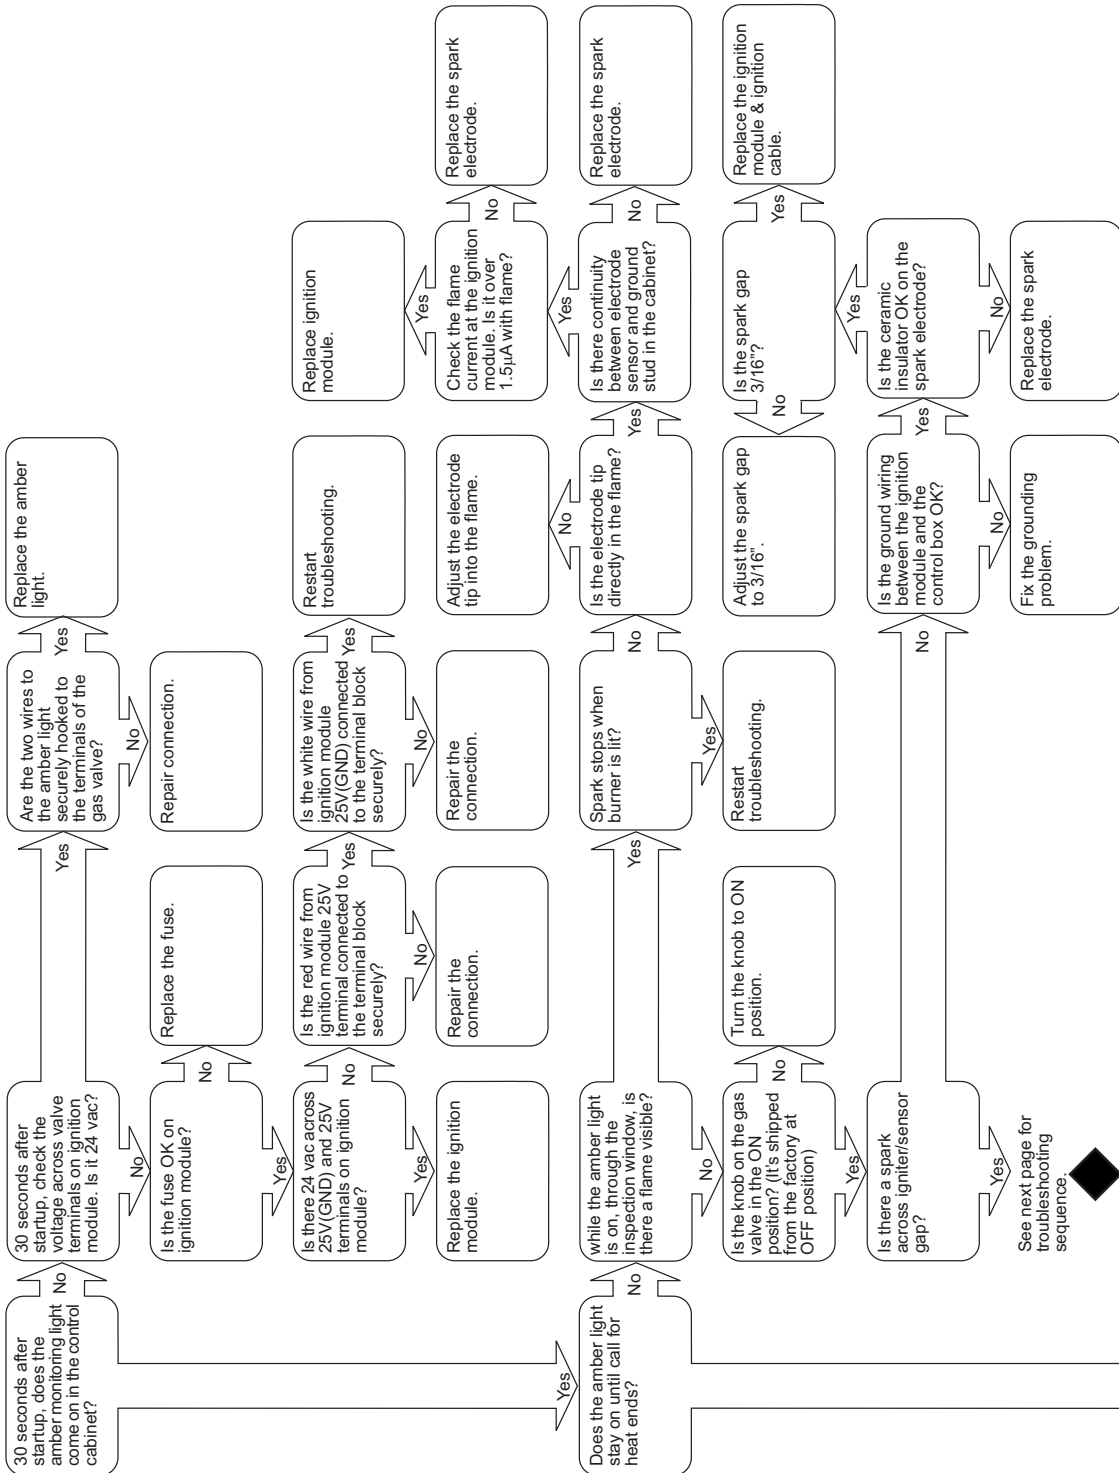 30 seconds after
startup, does the
amber monitoring light
come on in the control
cabinet?
No
30 seconds after
startup, check the
voltage across valve
terminals on ignition
module. Is it 24 vac?
Yes
Are the two wires to
the amber light
securely hooked to
the terminals of the
gas valve?
Yes
Replace the amber
light.
No
Repair connection.
No
Is the fuse OK on
ignition module?
No
Replace the fuse.
Yes
Is there 24 vac across
25V(GND) and 25V
terminals on ignition
module?
No
Is the red wire from
ignition module 25V
terminal connected to
the terminal block
securely?
Yes
Is the white wire from
ignition module
25V(GND) connected
to the terminal block
securely?
Yes
Restart
troubleshooting.
Yes
Replace the ignition
module.
No
Repair the
connection.
No
Repair the
connection.
Yes
Does the amber light
stay on until call for
heat ends?
No
while the amber light
is on, through the
inspection window, is
there a flame visible?
Yes
Spark stops when
burner is lit?
No
Is the electrode tip
directly in the flame?
No
Adjust the electrode
tip into the flame.
Yes
Is there continuity
between electrode
sensor and ground
stud in the cabinet?
No
Replace the spark
electrode.
Yes
Check the flame
current at the ignition
module. Is it over
1.5µA with flame?
No
Replace the spark
electrode.
Yes
Replace ignition
module.
Yes
Restart
troubleshooting.
No
Is the knob on the gas
valve in the ON
position? (It's shipped
from the factory at
OFF position)
No
Turn the knob to ON
position.
Yes
Is there a spark
across igniter/sensor
gap?
No
Is the ground wiring
between the ignition
module and the
control box OK?
Yes
Is the ceramic
insulator OK on the
spark electrode?
Yes
Is the spark gap
3/16"?
Yes
Replace the ignition
module & ignition
cable.
No
Adjust the spark gap
to 3/16".
No
Fix the grounding
problem.
No
Replace the spark
electrode.
Yes
See next page for
troubleshooting
sequence.